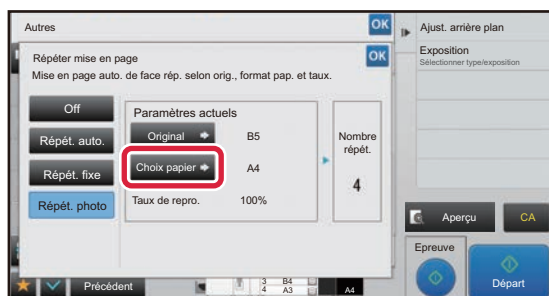 Autres
OK
Répéter mise en page
OK
Mise en page auto. de face rép. selon orig., format pap. et taux.
Off
Répét. auto.
Répét. fixe
Répét. photo
Paramètres actuels
Original
B5
Choix papier
A4
Taux de repro.
100%
Nombre
répét.
4
Ajust. arrière plan
Exposition
Sélectionner type/exposition
Aperçu
CA
Epreuve
Départ
Précédent
3 B4
4 A3
A4